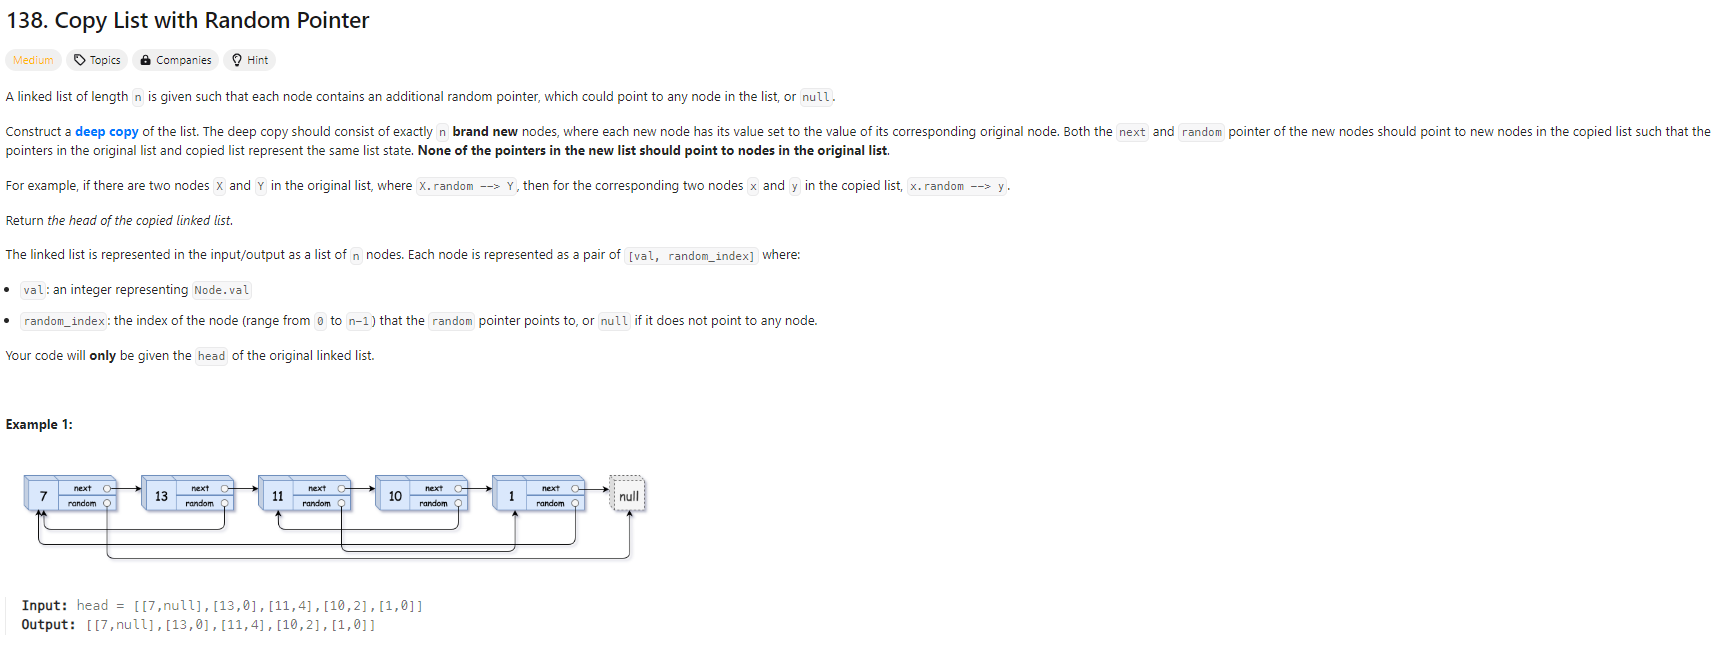 138. Copy List with Random Pointer
Medium Topics Companies Hint
A linked list of length n is given such that each node contains an additional random pointer, which could point to any node in the list, or null.
Construct a deep copy of the list. The deep copy should consist of exactly n brand new nodes, where each new node has its value set to the value of its corresponding original node. Both the next and random pointer of the new nodes should point to new nodes in the copied list such that the
pointers in the original list and copied list represent the same list state. None of the pointers in the new list should point to nodes in the original list.
For example, if there are two nodes X and Y in the original list, where X.random --> Y, then for the corresponding two nodes x and y in the copied list, x.random --> y.
Return the head of the copied linked list.
The linked list is represented in the input/output as a list of n nodes. Each node is represented as a pair of [val, random_index] where:
• val: an integer representing Node.val
• random_index: the index of the node (range from 0 to n-1) that the random pointer points to, or null if it does not point to any node.
Your code will only be given the head of the original linked list.
Example 1:
7 next random 13 next random 11 next random 10 next random 1 next random null
Input: head = [[7,null],[13,0],[11,4],[10,2],[1,0]]
Output: [[7,null],[13,0],[11,4],[10,2],[1,0]]